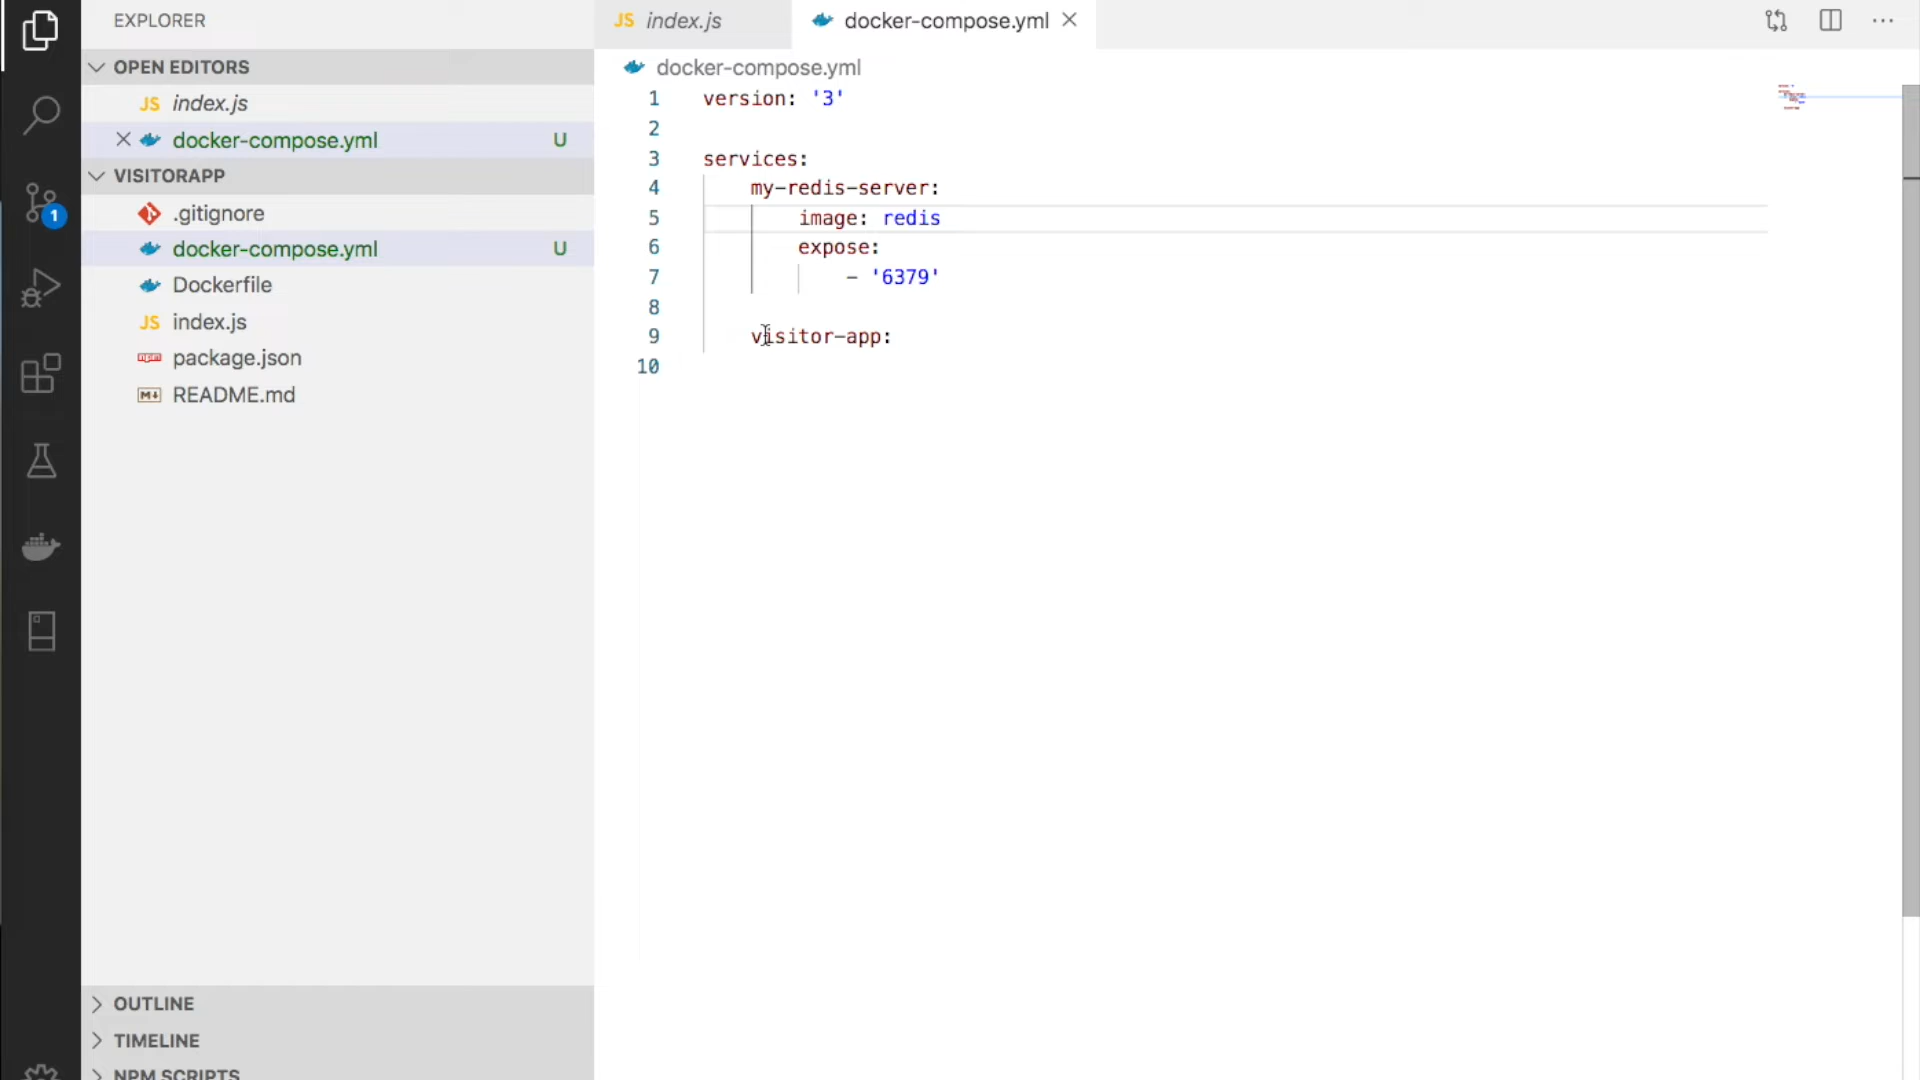 EXPLORER
OPEN EDITORS
JS index.js
docker-compose.yml U
VISITORAPP
.gitignore
docker-compose.yml U
Dockerfile
JS index.js
package.json
README.md
OUTLINE
TIMELINE
NPM SCRIPTS
1
JS index.js
docker-compose.yml
docker-compose.yml
1 version: '3'
2
3 services:
4 my-redis-server:
5 image: redis
6 expose:
7 - '6379'
8
9 visitor-app:
10